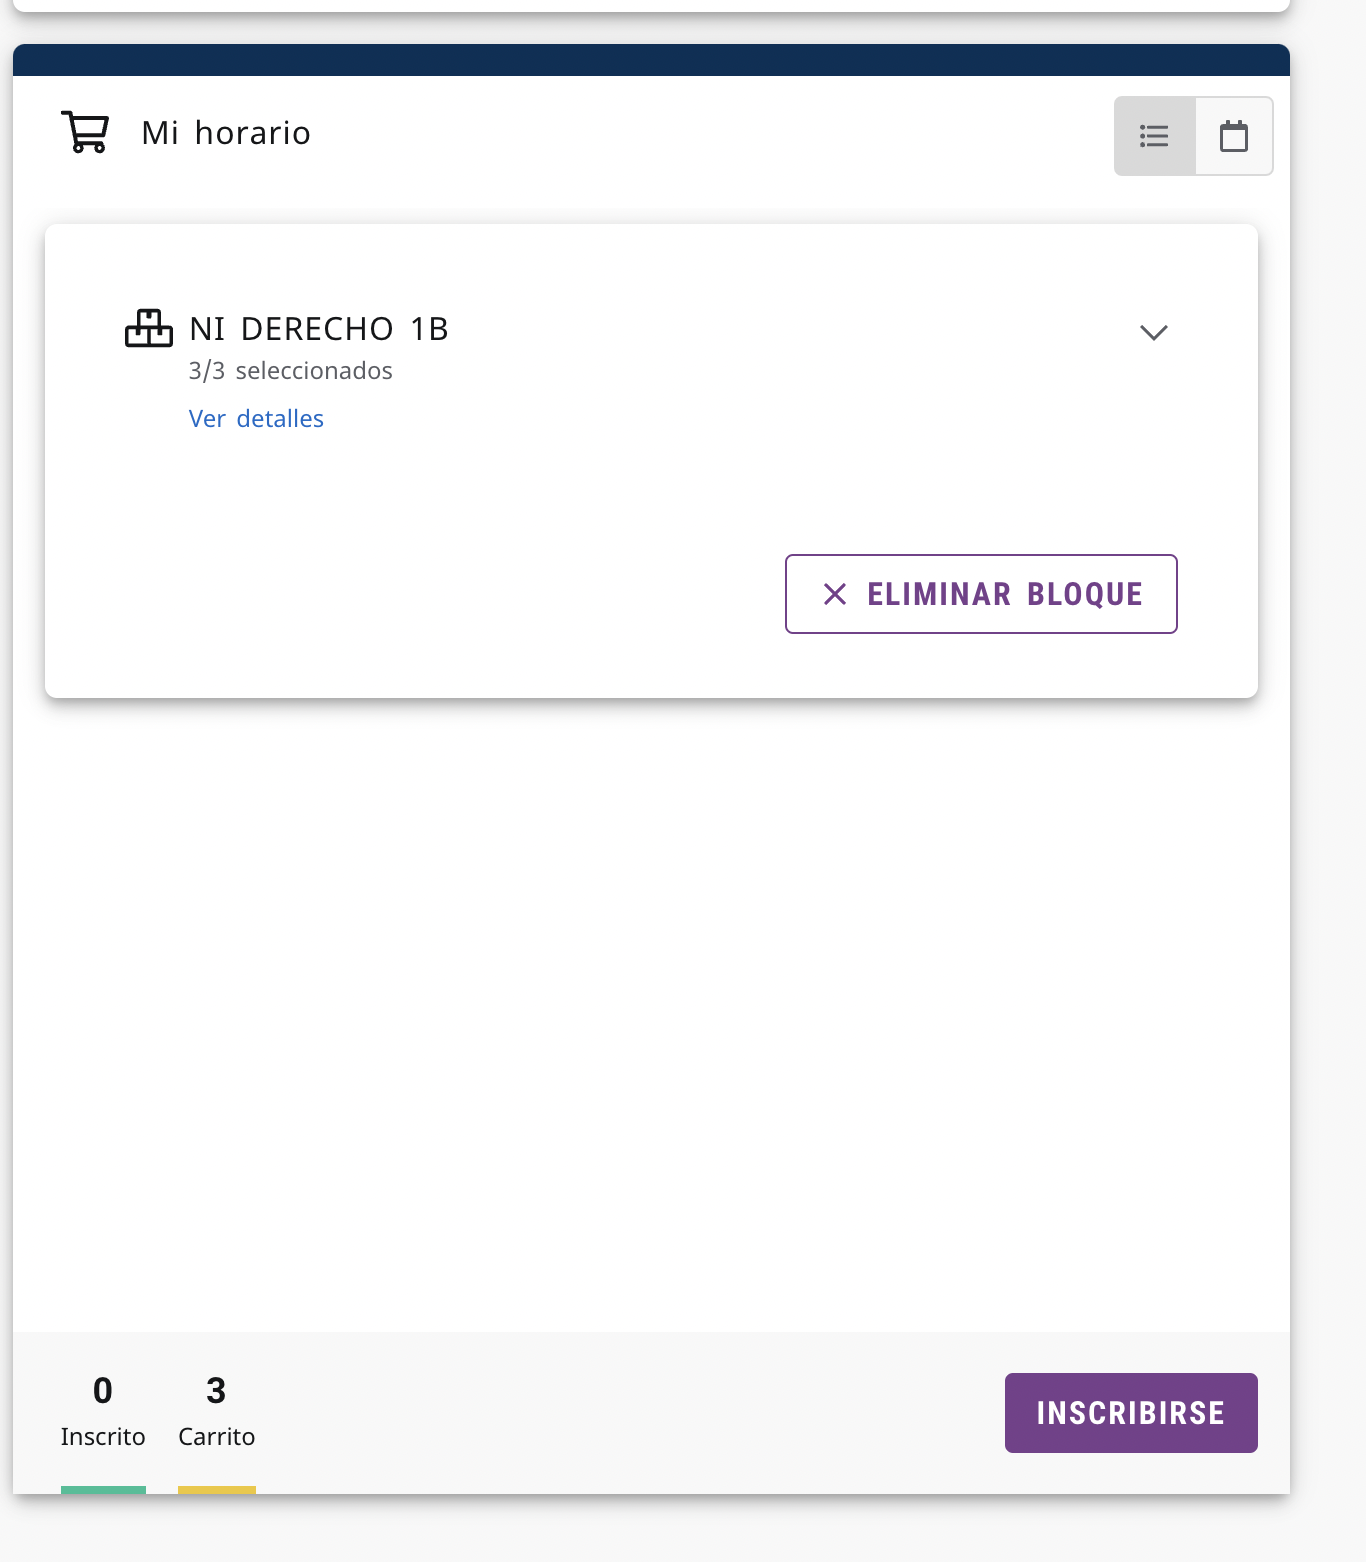 Mi horario
NI DERECHO 1B
3/3 seleccionados
Ver detalles
ELIMINAR BLOQUE
0 3
Inscrito Carrito
INSCRIBIRSE